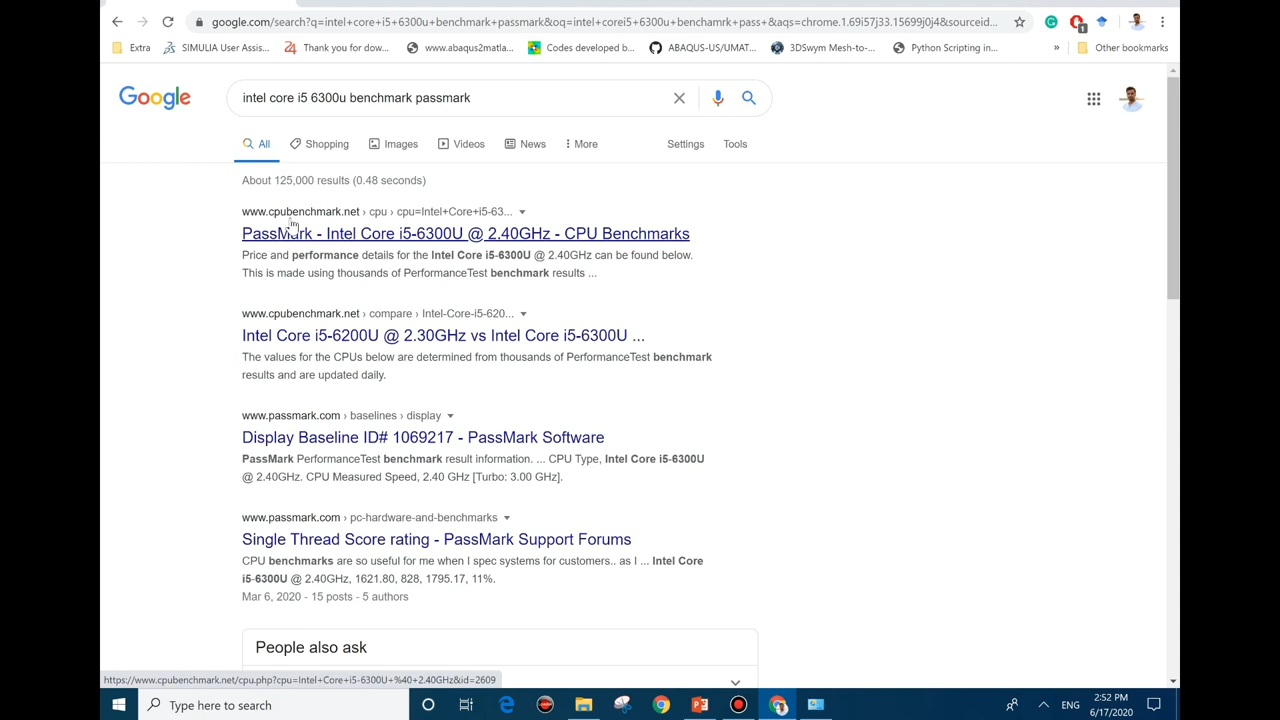 google.com/search?q=intel+core+i5+6300u+benchmark+passmark&oq=intel+corei5+6300u+benchamrk+pass+&aqs=chrome.1.69i57j33.15699j0j4&sourceid...
1
Extra
SIMULIA User Assis...
Thank you for dow...
www.abaqus2matla...
Codes developed b...
ABAQUS-US/UMAT...
3DSwym Mesh-to-...
Python Scripting in...
»
Other bookmarks
Google
intel core i5 6300u benchmark passmark
All
Shopping
Images
Videos
News
More
Settings
Tools
About 125,000 results (0.48 seconds)
www.cpubenchmark.net › cpu › cpu=Intel+Core+i5-63...
PassMark - Intel Core i5-6300U @ 2.40GHz - CPU Benchmarks
Price and performance details for the Intel Core i5-6300U @ 2.40GHz can be found below.
This is made using thousands of PerformanceTest benchmark results ...
www.cpubenchmark.net › compare › Intel-Core-i5-620...
Intel Core i5-6200U @ 2.30GHz vs Intel Core i5-6300U ...
The values for the CPUs below are determined from thousands of PerformanceTest benchmark
results and are updated daily.
www.passmark.com › baselines › display
Display Baseline ID# 1069217 - PassMark Software
PassMark PerformanceTest benchmark result information. ... CPU Type, Intel Core i5-6300U
@ 2.40GHz. CPU Measured Speed, 2.40 GHz [Turbo: 3.00 GHz].
www.passmark.com › pc-hardware-and-benchmarks
Single Thread Score rating - PassMark Support Forums
CPU benchmarks are so useful for me when I spec systems for customers.. as I ... Intel Core
i5-6300U @ 2.40GHz, 1621.80, 828, 1795.17, 11%.
Mar 6, 2020 - 15 posts - 5 authors
People also ask
https://www.cpubenchmark.net/cpu.php?cpu=Intel+Core+i5-6300U+%40+2.40GHz&id=2609
Type here to search
ENG
2:52 PM
6/17/2020